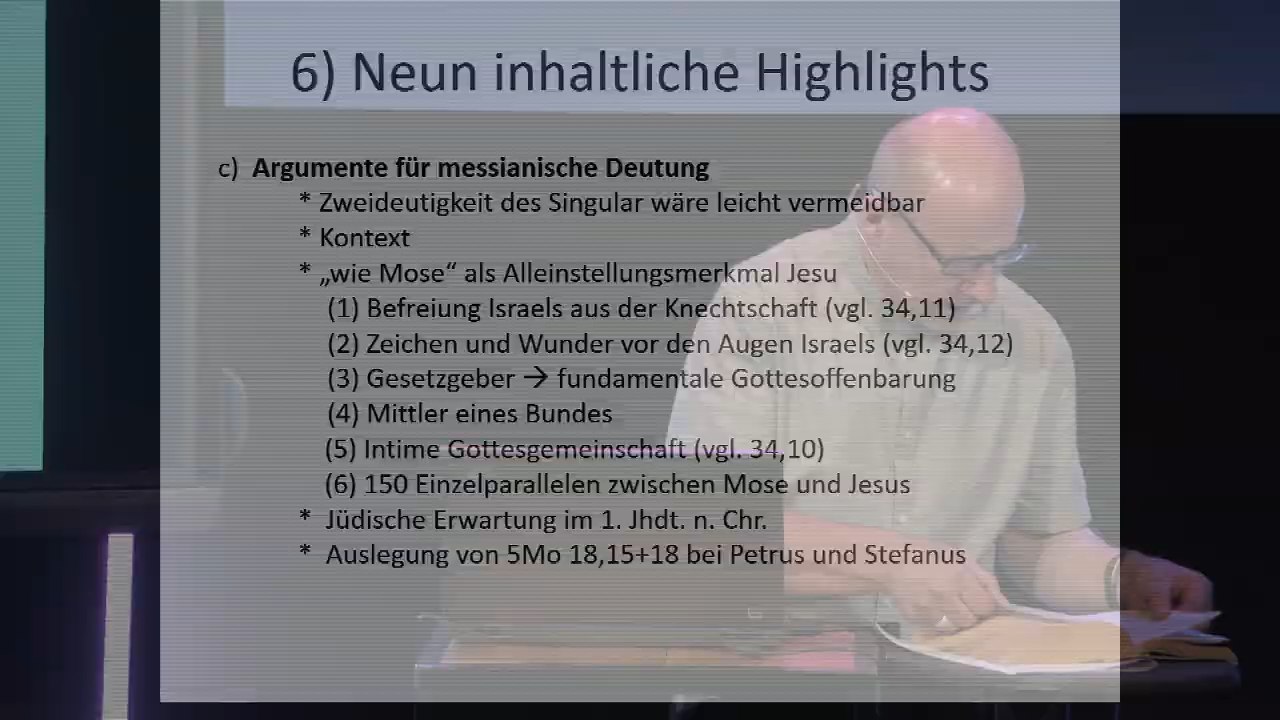 6) Neun inhaltliche Highlights
c) Argumente für messianische Deutung
* Zweideutigkeit des Singular wäre leicht vermeidbar
* Kontext
* „wie Mose“ als Alleinstellungsmerkmal Jesu
(1) Befreiung Israels aus der Knechtschaft (vgl. 34,11)
(2) Zeichen und Wunder vor den Augen Israels (vgl. 34,12)
(3) Gesetzgeber → fundamentale Gottesoffenbarung
(4) Mittler eines Bundes
(5) Intime Gottesgemeinschaft (vgl. 34,10)
(6) 150 Einzelparallelen zwischen Mose und Jesus
* Jüdische Erwartung im 1. Jhdt. n. Chr.
* Auslegung von 5Mo 18,15+18 bei Petrus und Stefanus